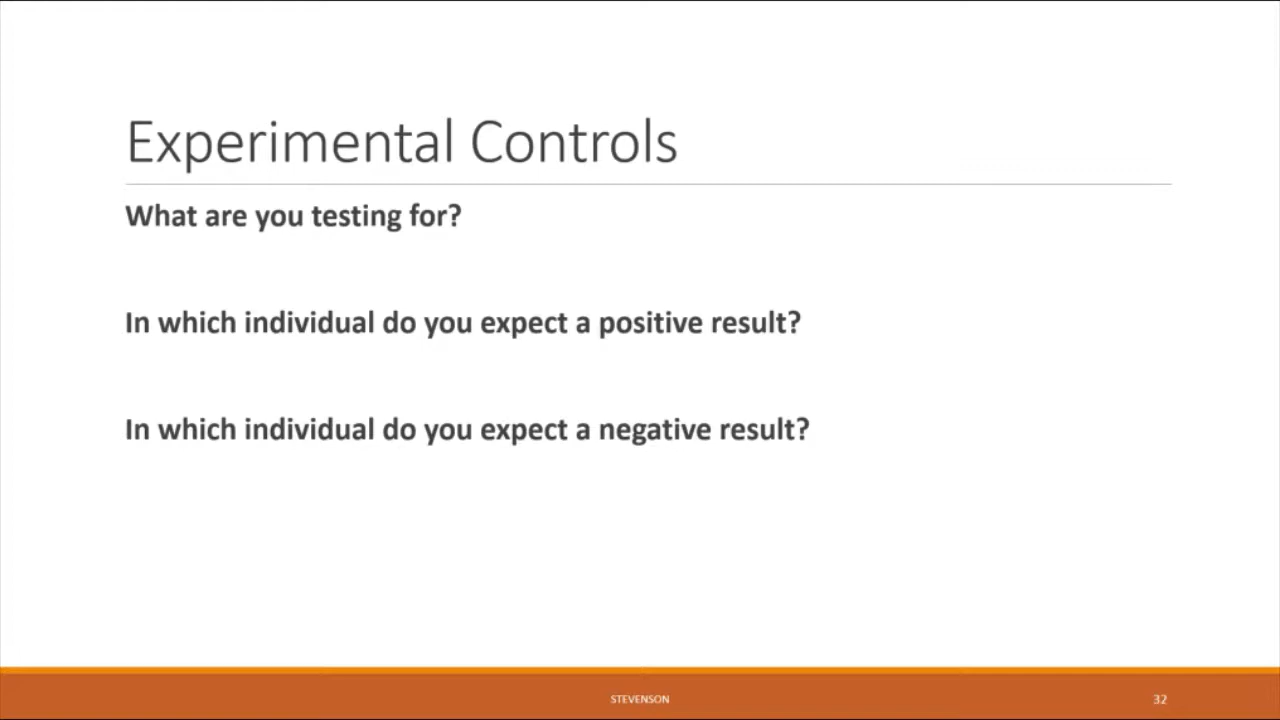 Experimental Controls
What are you testing for?
In which individual do you expect a positive result?
In which individual do you expect a negative result?
STEVENSON
32